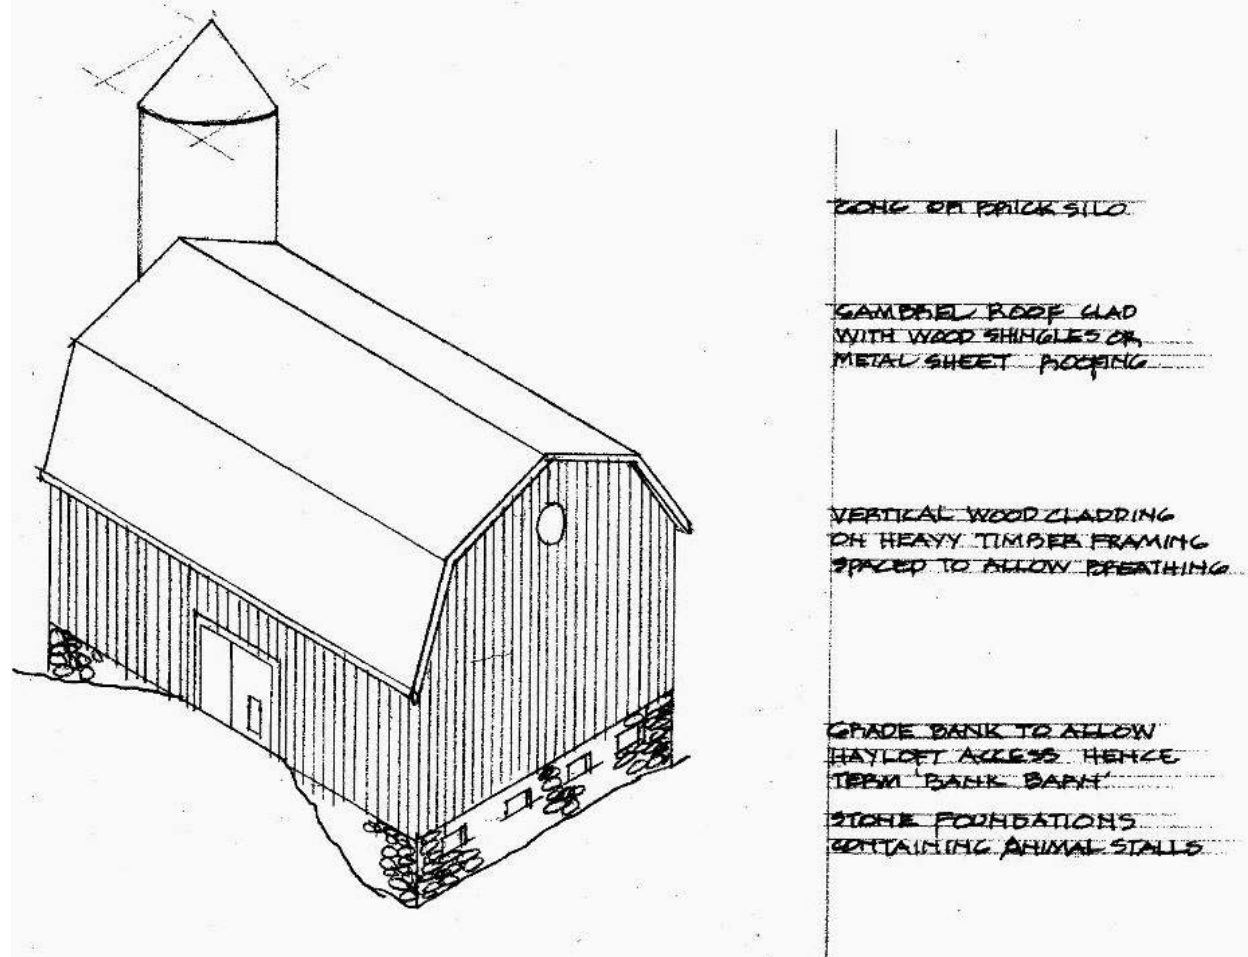 CONC OR BRICK SILO
GAMBREL ROOF CLAD
WITH WOOD SHINGLES OR
METAL SHEET ROOFING
VERTICAL WOOD CLADDING
ON HEAVY TIMBER FRAMING
SPACED TO ALLOW BREATHING
GRADE BANK TO ALLOW
HAYLOFT ACCESS HENCE
TERM 'BANK BARN'
STONE FOUNDATIONS
CONTAINING ANIMAL STALLS